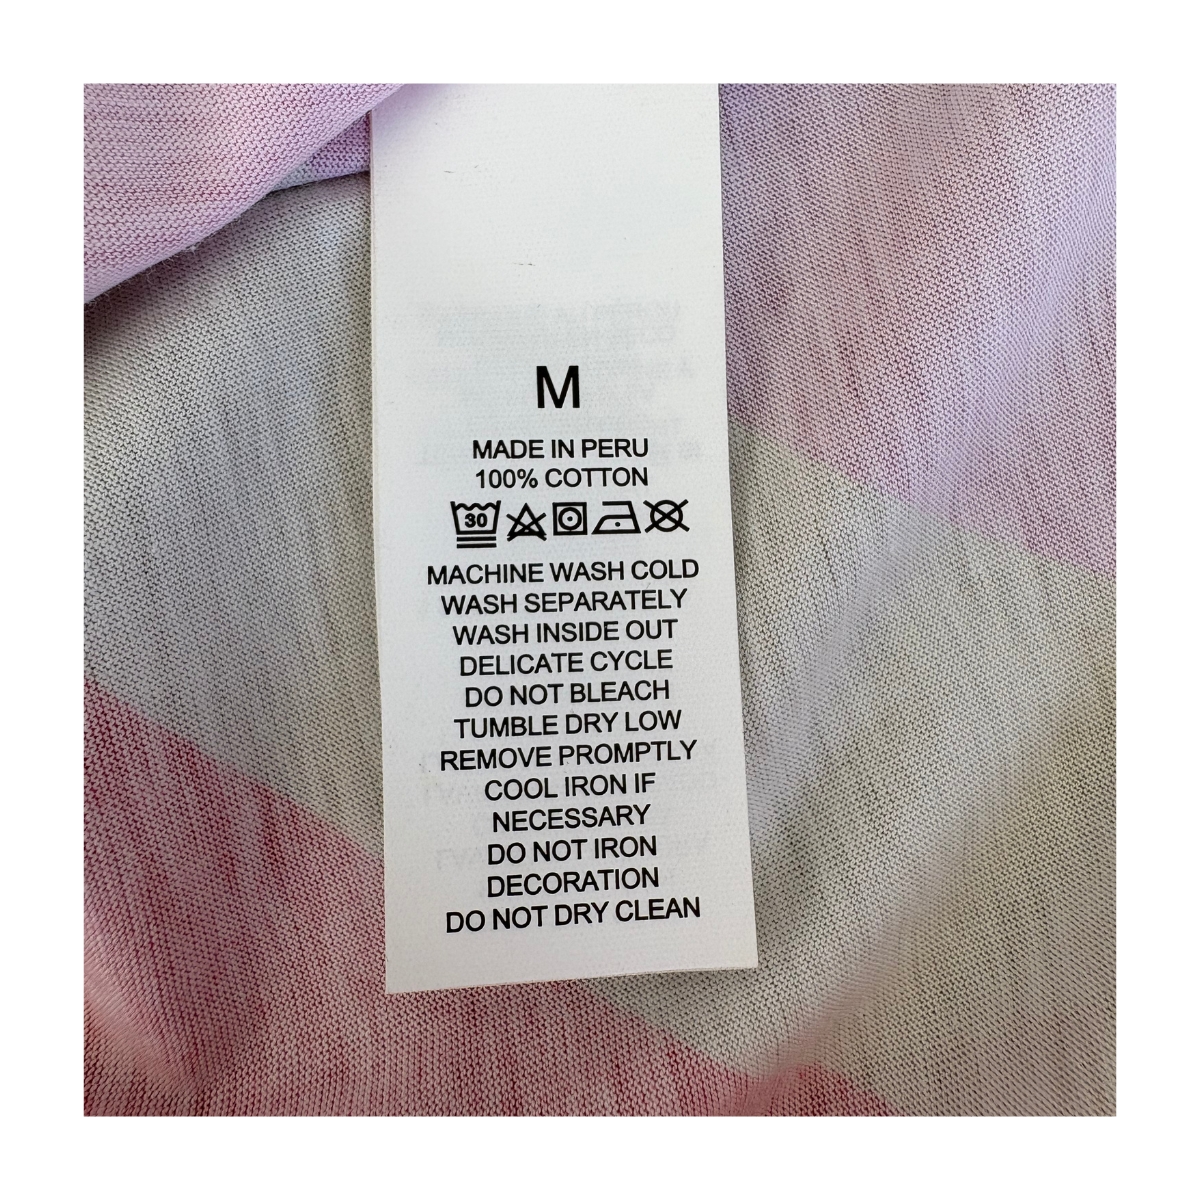 M
MADE IN PERU
100% COTTON
30
MACHINE WASH COLD
WASH SEPARATELY
WASH INSIDE OUT
DELICATE CYCLE
DO NOT BLEACH
TUMBLE DRY LOW
REMOVE PROMPTLY
COOL IRON IF
NECESSARY
DO NOT IRON
DECORATION
DO NOT DRY CLEAN